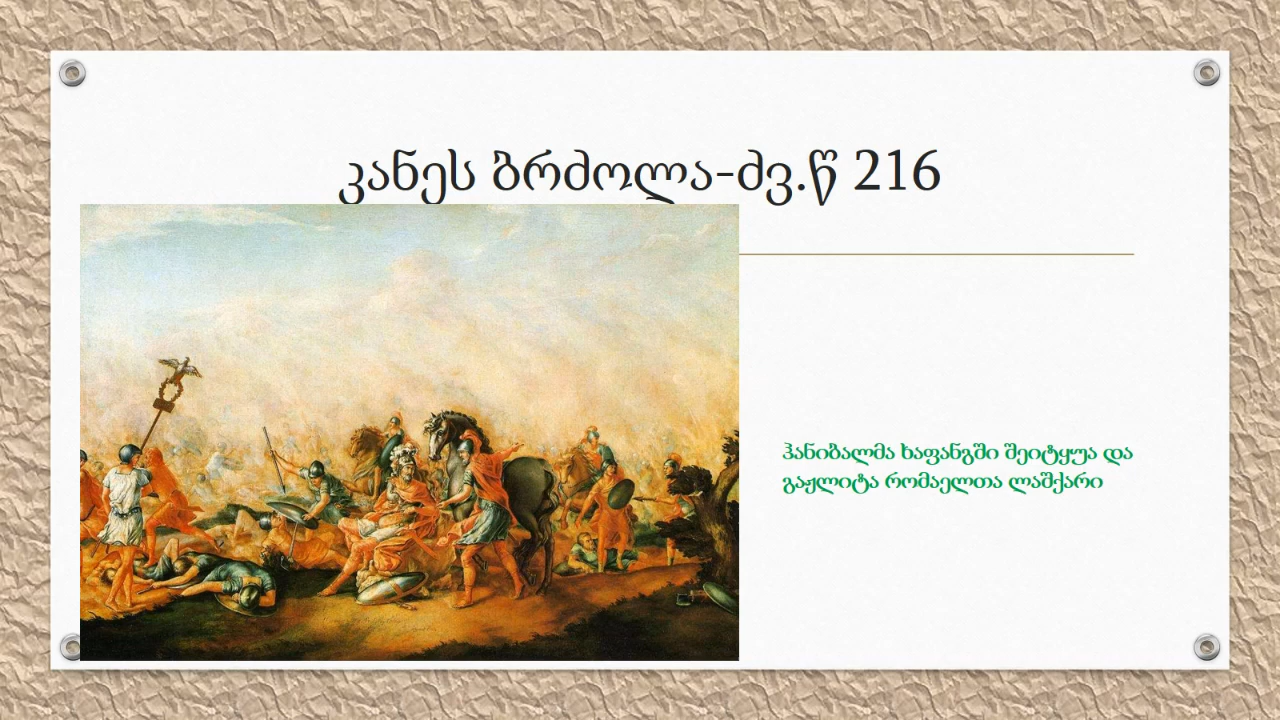 კანეს ბრძოლა-ძვ.წ 216
ჰანიბალმა ხაფანგში შეიტყუა და
გაჟლიტა რომაელთა ლაშქარი